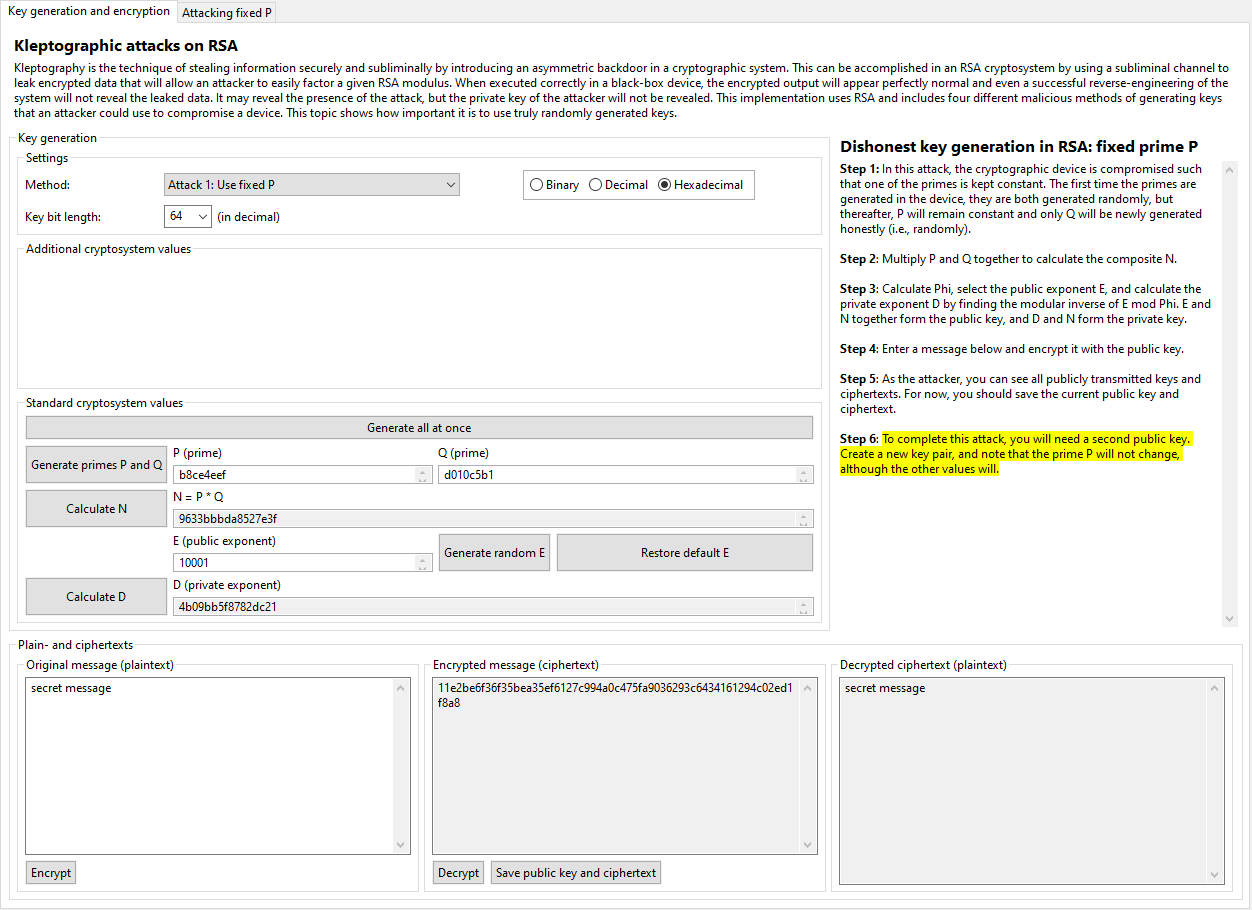 Key generation and encryption
Attacking fixed P
Kleptographic attacks on RSA
Kleptography is the technique of stealing information securely and subliminally by introducing an asymmetric backdoor in a cryptographic system. This can be accomplished in an RSA cryptosystem by using a subliminal channel to
leak encrypted data that will allow an attacker to easily factor a given RSA modulus. When executed correctly in a black-box device, the encrypted output will appear perfectly normal and even a successful reverse-engineering of the
system will not reveal the leaked data. It may reveal the presence of the attack, but the private key of the attacker will not be revealed. This implementation uses RSA and includes four different malicious methods of generating keys
that an attacker could use to compromise a device. This topic shows how important it is to use truly randomly generated keys.
Key generation
Settings
Method:
Attack 1: Use fixed P
Binary
Decimal
Hexadecimal
Key bit length:
64
(in decimal)
Additional cryptosystem values
Standard cryptosystem values
Generate all at once
Generate primes P and Q
P (prime)
Q (prime)
b8ce4eef
d010c5b1
Calculate N
N = P * Q
9633bbbda8527e3f
E (public exponent)
10001
Generate random E
Restore default E
Calculate D
D (private exponent)
4b09bb5f8782dc21
Dishonest key generation in RSA: fixed prime P
Step 1: In this attack, the cryptographic device is compromised such
that one of the primes is kept constant. The first time the primes are
generated in the device, they are both generated randomly, but
thereafter, P will remain constant and only Q will be newly generated
honestly (i.e., randomly).
Step 2: Multiply P and Q together to calculate the composite N.
Step 3: Calculate Phi, select the public exponent E, and calculate the
private exponent D by finding the modular inverse of E mod Phi. E and
N together form the public key, and D and N form the private key.
Step 4: Enter a message below and encrypt it with the public key.
Step 5: As the attacker, you can see all publicly transmitted keys and
ciphertexts. For now, you should save the current public key and
ciphertext.
Step 6: To complete this attack, you will need a second public key.
Create a new key pair, and note that the prime P will not change,
although the other values will.
Plain- and ciphertexts
Original message (plaintext)
secret message
Encrypt
Encrypted message (ciphertext)
11e2be6f36f35bea35ef6127c994a0c475fa9036293c6434161294c02ed1
f8a8
Decrypt
Save public key and ciphertext
Decrypted ciphertext (plaintext)
secret message